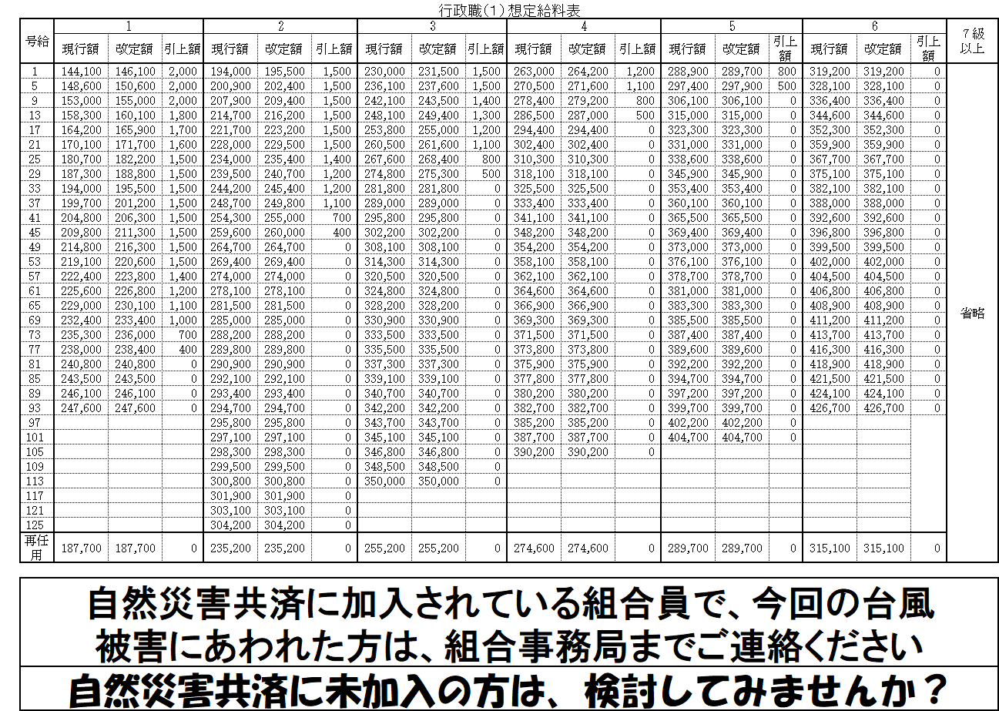 行政職(1)想定給料表
号給 1 2 3 4 5 6 7級以上
現行額 改定額 引上額 現行額 改定額 引上額 現行額 改定額 引上額 現行額 改定額 引上額 現行額 改定額 引上額 現行額 改定額 引上額
1 144,100 146,100 2,000 194,000 195,500 1,500 230,000 231,500 1,500 263,000 264,200 1,200 288,900 289,700 800 319,200 319,200 0
5 148,600 150,600 2,000 200,900 202,400 1,500 236,100 237,600 1,500 270,500 271,600 1,100 297,400 297,900 500 328,100 328,100 0
9 153,000 155,000 2,000 207,900 209,400 1,500 242,100 243,500 1,400 278,400 279,200 800 306,100 306,100 0 336,400 336,400 0
13 158,300 160,100 1,800 214,700 216,200 1,500 248,100 249,400 1,300 286,500 287,000 500 315,000 315,000 0 344,600 344,600 0
17 164,200 165,900 1,700 221,700 223,200 1,500 253,800 255,000 1,200 294,400 294,400 0 323,300 323,300 0 352,300 352,300 0
21 170,100 171,700 1,600 228,000 229,500 1,500 260,500 261,600 1,100 302,400 302,400 0 331,000 331,000 0 359,900 359,900 0
25 180,700 182,200 1,500 234,000 235,400 1,400 267,600 268,400 800 310,300 310,300 0 338,600 338,600 0 367,700 367,700 0
29 187,300 188,800 1,500 239,500 240,700 1,200 274,800 275,300 500 318,100 318,100 0 345,900 345,900 0 375,100 375,100 0
33 194,000 195,500 1,500 244,200 245,400 1,200 281,800 281,800 0 325,500 325,500 0 353,400 353,400 0 382,100 382,100 0
37 199,700 201,200 1,500 248,700 249,800 1,100 289,000 289,000 0 333,400 333,400 0 360,100 360,100 0 388,000 388,000 0
41 204,800 206,300 1,500 254,300 255,000 700 295,800 295,800 0 341,100 341,100 0 365,500 365,500 0 392,600 392,600 0
45 209,800 211,300 1,500 259,600 260,000 400 302,200 302,200 0 348,200 348,200 0 369,400 369,400 0 396,800 396,800 0
49 214,800 216,300 1,500 264,700 264,700 0 308,100 308,100 0 354,200 354,200 0 373,000 373,000 0 399,500 399,500 0
53 219,100 220,600 1,500 269,400 269,400 0 314,300 314,300 0 358,100 358,100 0 376,100 376,100 0 402,000 402,000 0
57 222,400 223,800 1,400 274,000 274,000 0 320,500 320,500 0 362,100 362,100 0 378,700 378,700 0 404,500 404,500 0
61 225,600 226,800 1,200 278,100 278,100 0 324,800 324,800 0 364,600 364,600 0 381,000 381,000 0 406,800 406,800 0
65 229,000 230,100 1,100 281,500 281,500 0 328,200 328,200 0 366,900 366,900 0 383,300 383,300 0 408,900 408,900 0
69 232,400 233,400 1,000 285,000 285,000 0 330,900 330,900 0 369,300 369,300 0 385,500 385,500 0 411,200 411,200 0 省略
73 235,300 236,000 700 288,200 288,200 0 333,500 333,500 0 371,500 371,500 0 387,400 387,400 0 413,700 413,700 0
77 238,000 238,400 400 289,800 289,800 0 335,500 335,500 0 373,800 373,800 0 389,600 389,600 0 416,300 416,300 0
81 240,800 240,800 0 290,900 290,900 0 337,300 337,300 0 375,900 375,900 0 392,200 392,200 0 418,900 418,900 0
85 243,500 243,500 0 292,100 292,100 0 339,100 339,100 0 377,800 377,800 0 394,700 394,700 0 421,500 421,500 0
89 246,100 246,100 0 293,400 293,400 0 340,700 340,700 0 380,200 380,200 0 397,200 397,200 0 424,100 424,100 0
93 247,600 247,600 0 294,700 294,700 0 342,200 342,200 0 382,700 382,700 0 399,700 399,700 0 426,700 426,700 0
97 295,800 295,800 0 343,700 343,700 0 385,200 385,200 0 402,200 402,200 0
101 297,100 297,100 0 345,100 345,100 0 387,700 387,700 0 404,700 404,700 0
105 298,300 298,300 0 346,800 346,800 0 390,200 390,200 0
109 299,500 299,500 0 348,500 348,500 0
113 300,800 300,800 0 350,000 350,000 0
117 301,900 301,900 0
121 303,100 303,100 0
125 304,200 304,200 0
再任用 187,700 187,700 0 235,200 235,200 0 255,200 255,200 0 274,600 274,600 0 289,700 289,700 0 315,100 315,100 0
自然災害共済に加入されている組合員で、今回の台風
被害にあわれた方は、組合事務局までご連絡ください
自然災害共済に未加入の方は、検討してみませんか？